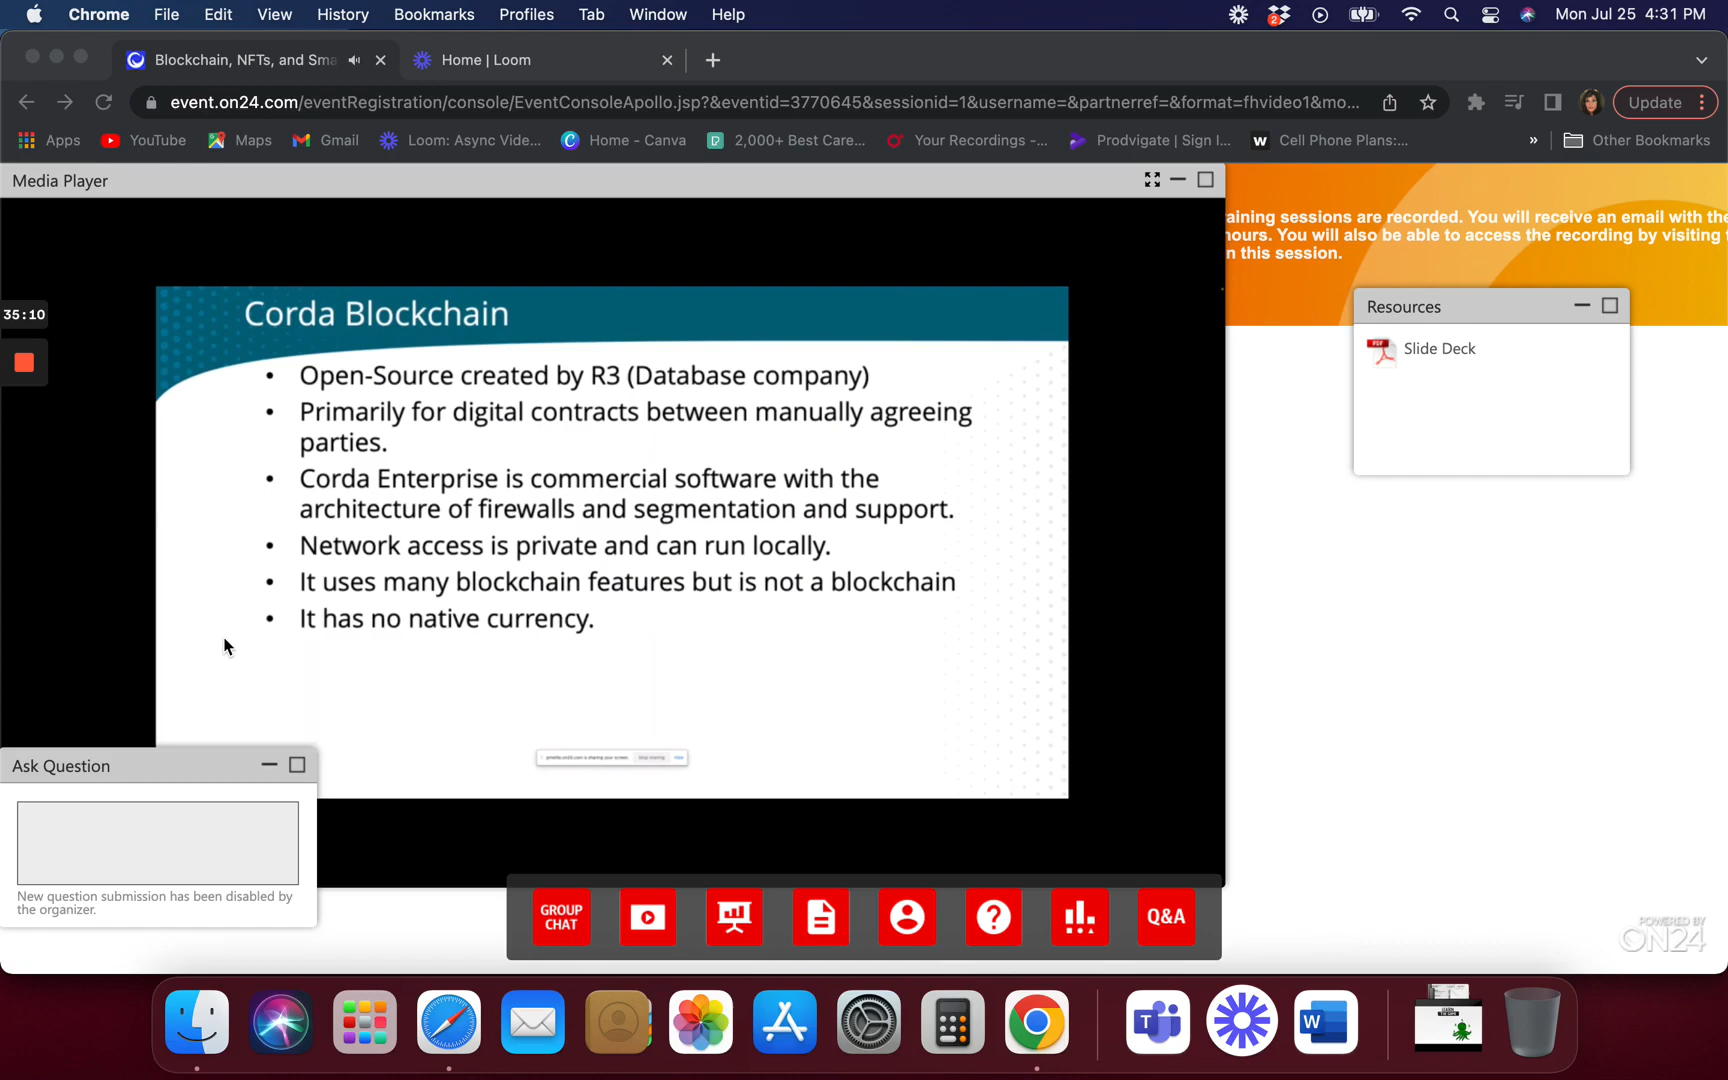 Chrome File Edit View History Bookmarks Profiles Tab Window Help
2
Mon Jul 25 4:31 PM
Blockchain, NFTs, and Sma
Home | Loom
event.on24.com/eventRegistration/console/EventConsoleApollo.jsp?&eventid=3770645&sessionid=1&username=&partnerref=&format=fhvideo1&mo...
Update
Apps YouTube Maps Gmail Loom: Async Vide... Home - Canva 2,000+ Best Care... Your Recordings -... Prodvigate | Sign I... Cell Phone Plans:... » Other Bookmarks
Media Player
aining sessions are recorded. You will receive an email with the
hours. You will also be able to access the recording by visiting
n this session.
35:10
Corda Blockchain
• Open-Source created by R3 (Database company)
• Primarily for digital contracts between manually agreeing
parties.
• Corda Enterprise is commercial software with the
architecture of firewalls and segmentation and support.
• Network access is private and can run locally.
• It uses many blockchain features but is not a blockchain
• It has no native currency.
Stop sharing
Resources
PDF
Slide Deck
Ask Question
New question submission has been disabled by
the organizer.
GROUP
CHAT
Q&A
POWERED BY
ON24
T
W